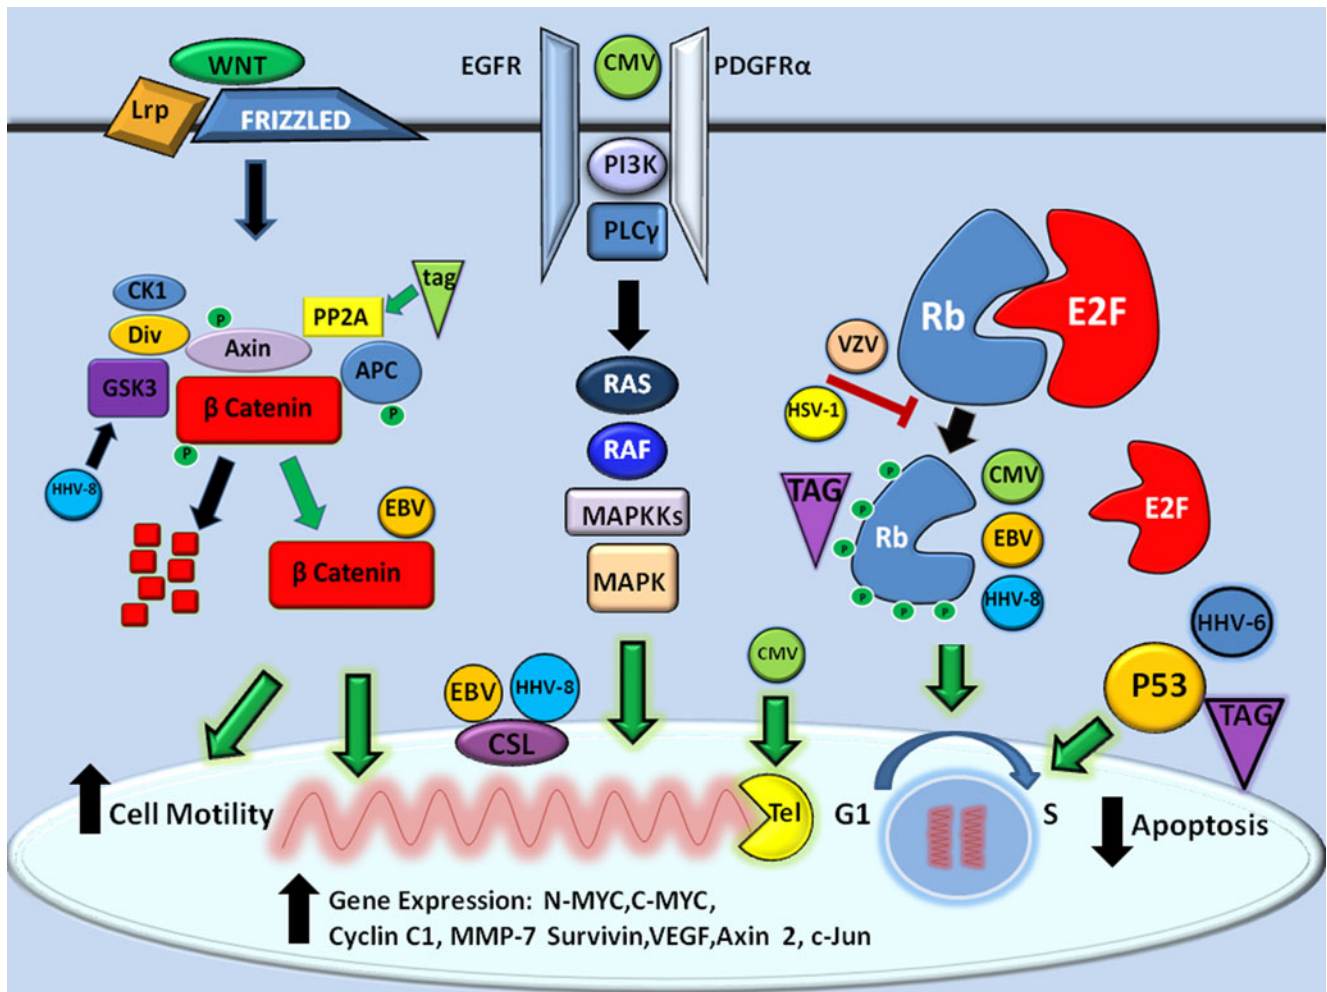 WNT
Lrp
FRIZZLED
EGFR
CMV
PDGFRα
PI3K
PLCγ
CK1
Div
P
Axin
PP2A
tag
GSK3
APC
β Catenin
P
P
HHV-8
EBV
β Catenin
RAS
RAF
MAPKKs
MAPK
Rb
E2F
VZV
HSV-1
TAG
P
P
P
P
P
P
Rb
CMV
EBV
HHV-8
E2F
HHV-6
P53
TAG
EBV
HHV-8
CSL
CMV
Cell Motility
Tel
G1
S
Apoptosis
Gene Expression: N-MYC,C-MYC,
Cyclin C1, MMP-7 Survivin,VEGF,Axin 2, c-Jun